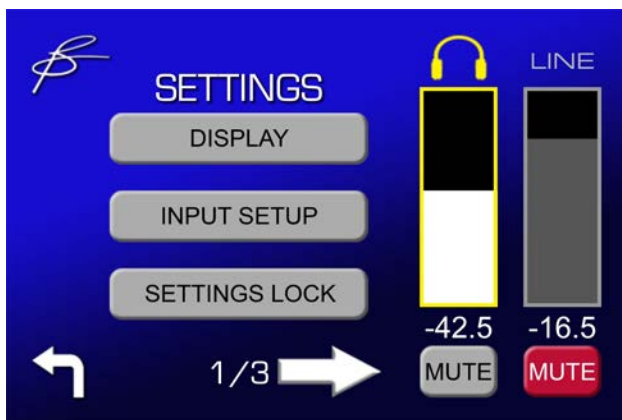 SETTINGS
DISPLAY
INPUT SETUP
SETTINGS LOCK
1/3
LINE
-42.5 -16.5
MUTE MUTE